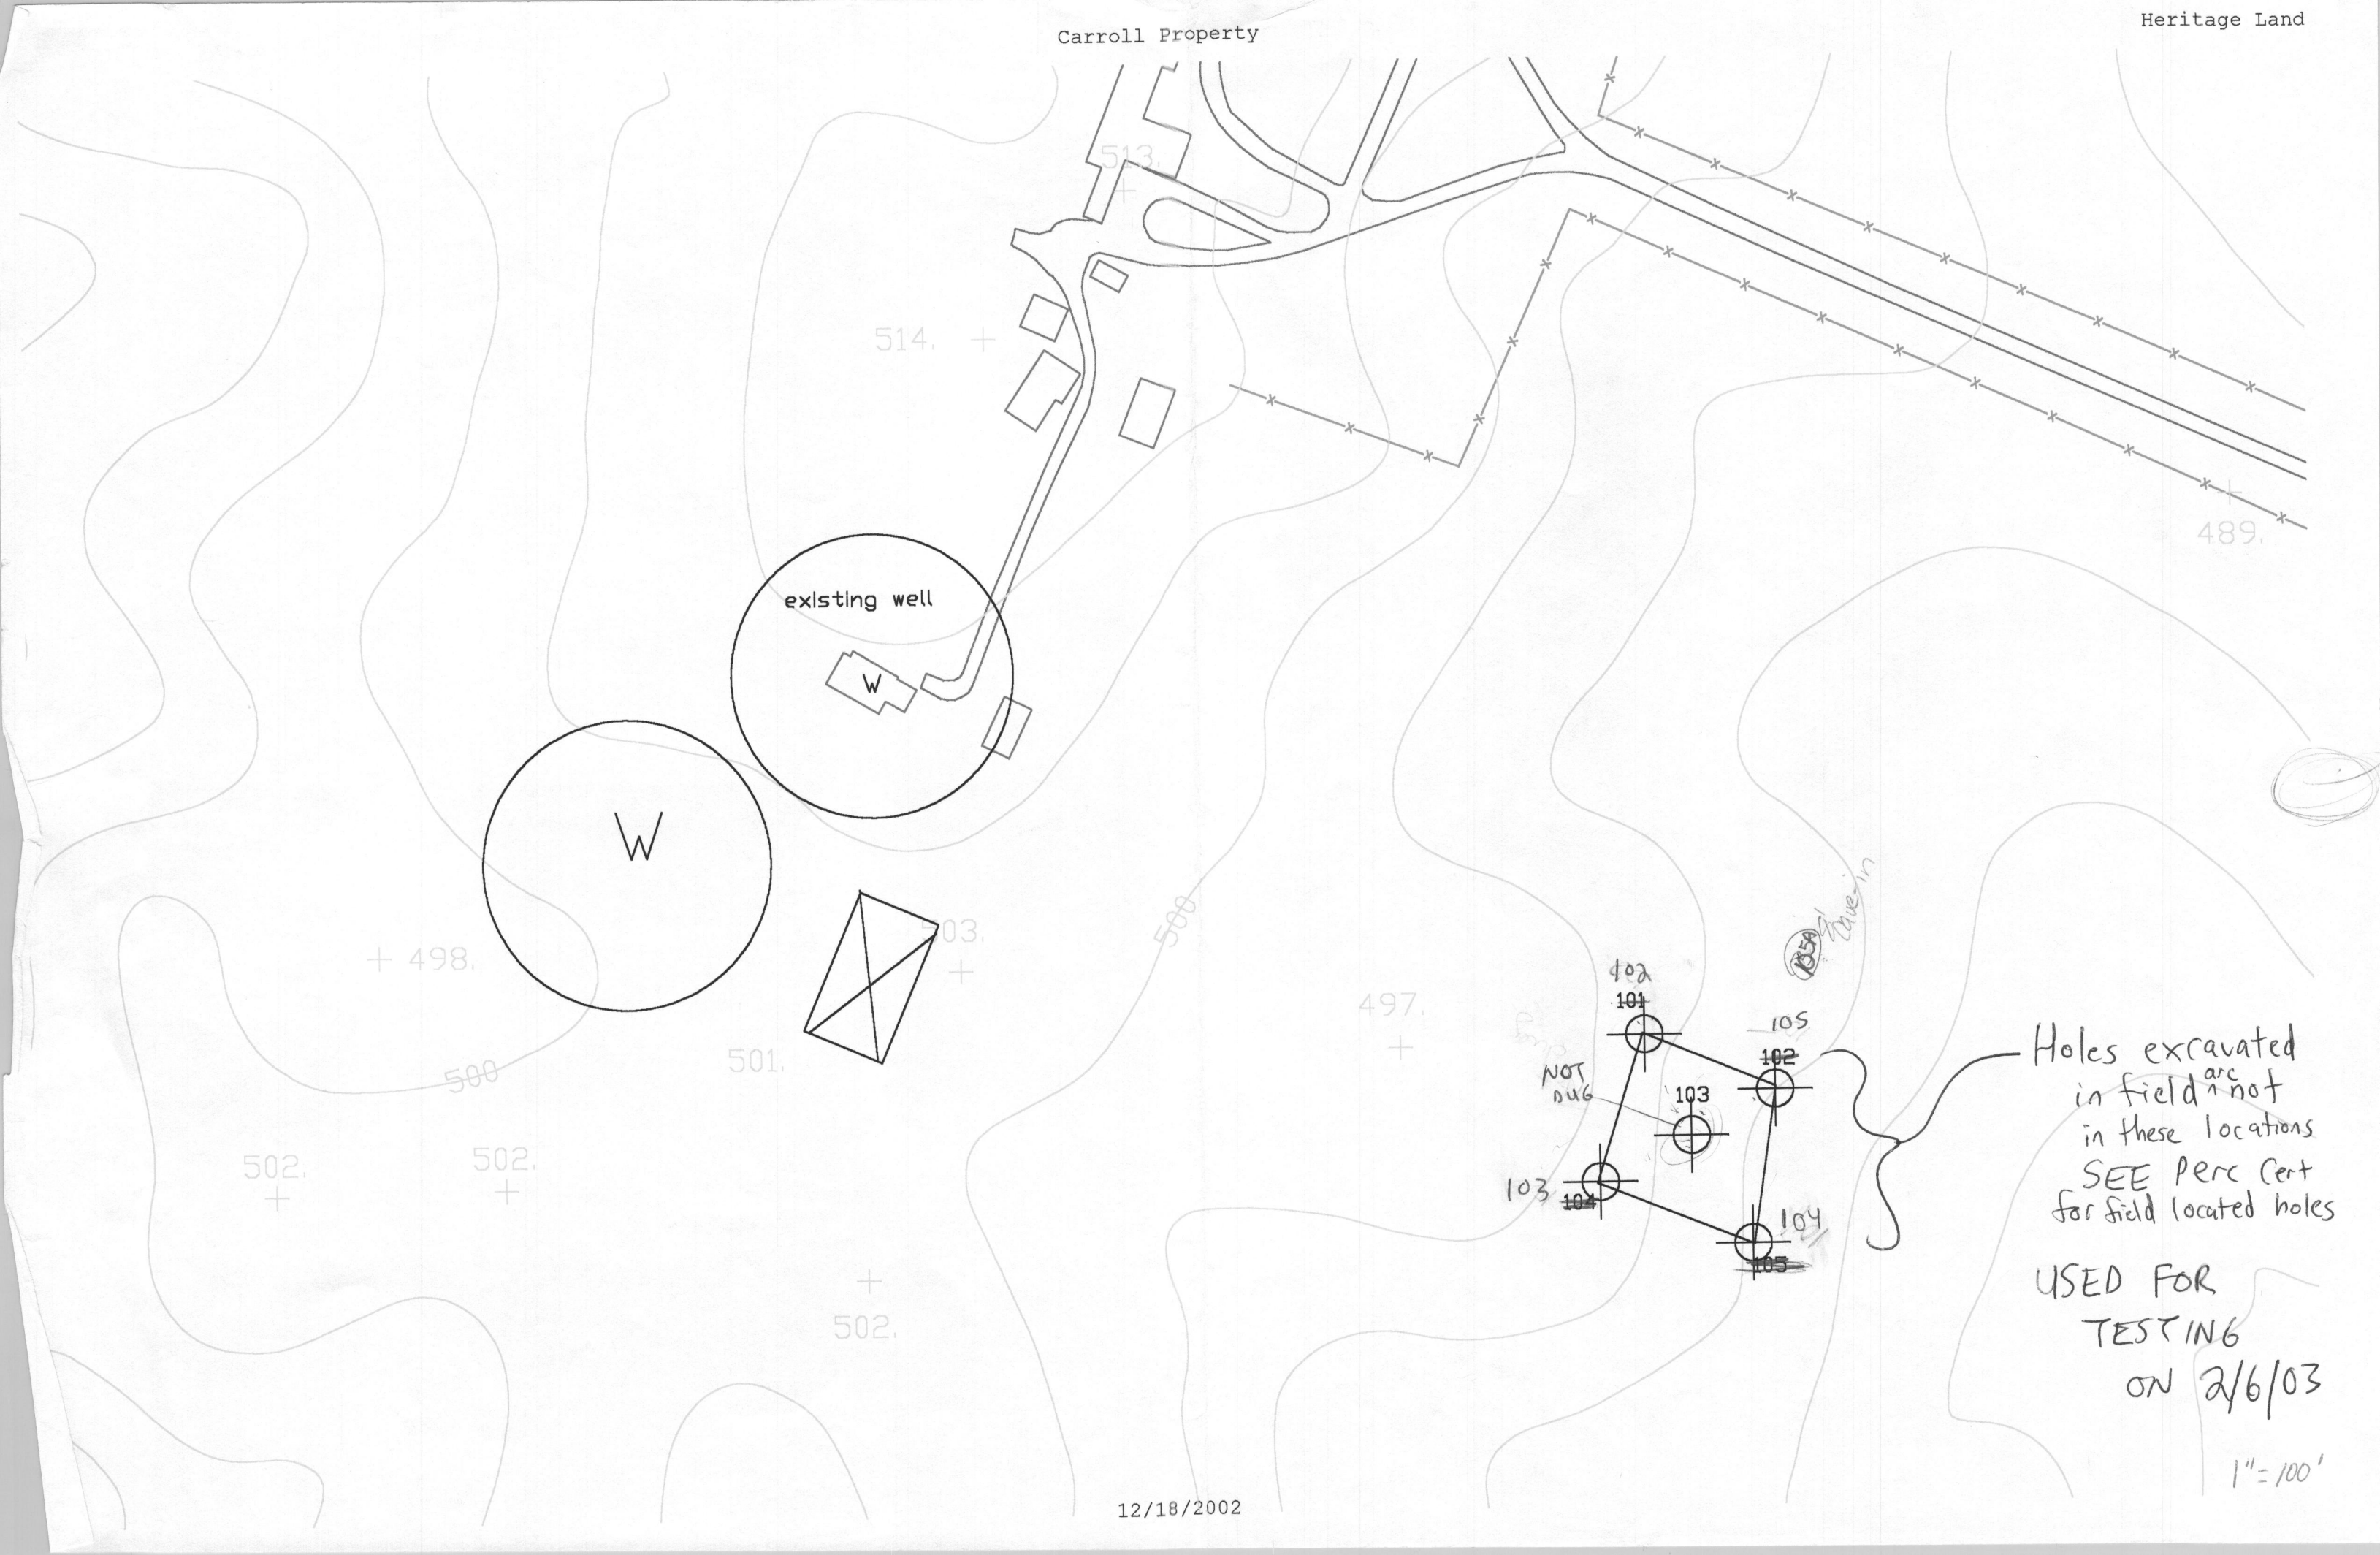 Carroll Property
Heritage Land
513.
514.
489.
existing well
W
W
503.
498.
500
500
501.
497.
502.
502.
502.
105A
cave-in
102
101
105
102
NOT
DUG
103
103
104
104
105
Holes excavated
in field are not
in these locations
SEE Perc Cert
for field located holes
USED FOR
TESTING
ON 2/6/03
1"=100'
12/18/2002